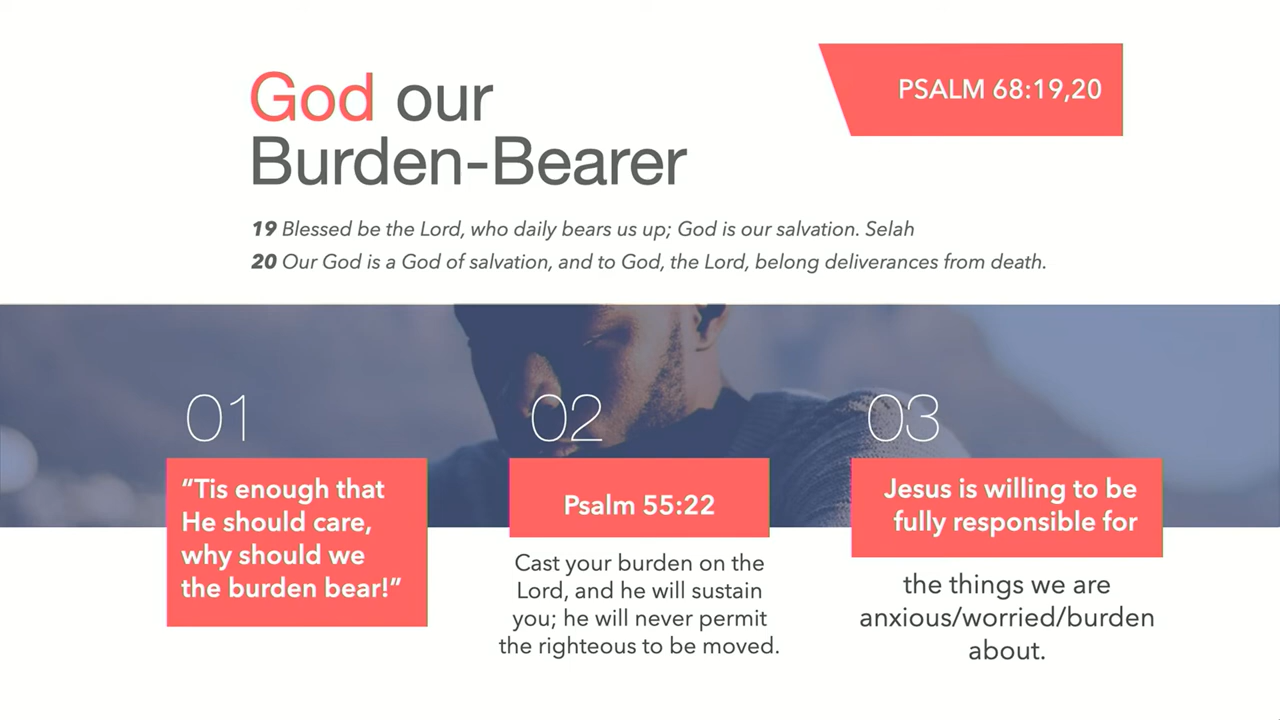 God our
Burden-Bearer
PSALM 68:19,20
19 Blessed be the Lord, who daily bears us up; God is our salvation. Selah
20 Our God is a God of salvation, and to God, the Lord, belong deliverances from death.
01
“Tis enough that
He should care,
why should we
the burden bear!”
02
Psalm 55:22
Cast your burden on the
Lord, and he will sustain
you; he will never permit
the righteous to be moved.
03
Jesus is willing to be
fully responsible for
the things we are
anxious/worried/burden
about.